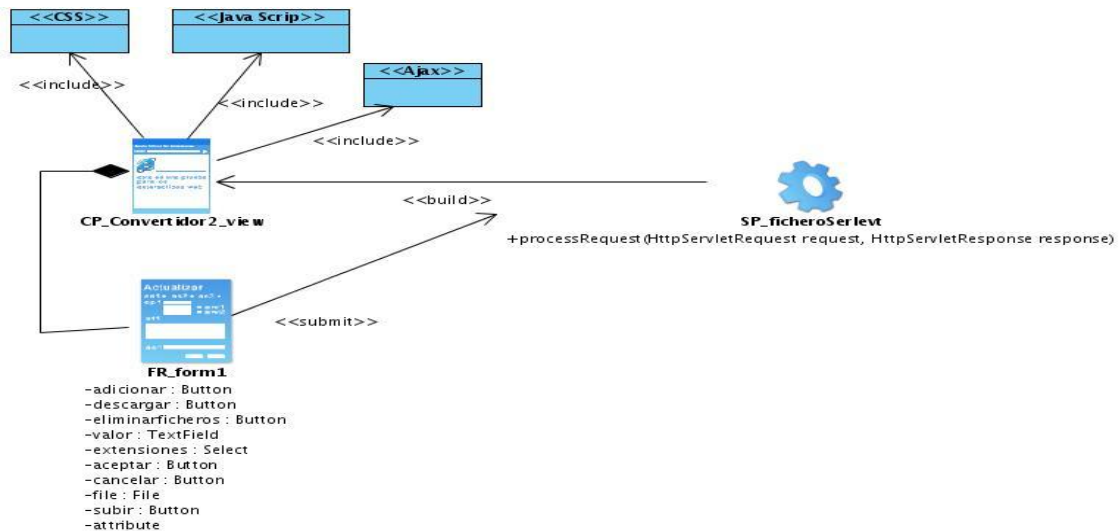 <<CSS>>
<<Java Scrip>>
<<Ajax>>
<<include>>
<<include>>
<<include>>
<<build>>
CP_Convertidor2_view
SP_ficheroSerlevt
+processRequest(HttpServletRequest request, HttpServletResponse response)
Actualizar
<<submit>>
FR_form1
-adicionar : Button
-descargar : Button
-eliminarficheros : Button
-valor : TextField
-extensiones : Select
-aceptar : Button
-cancelar : Button
-file : File
-subir : Button
-attribute